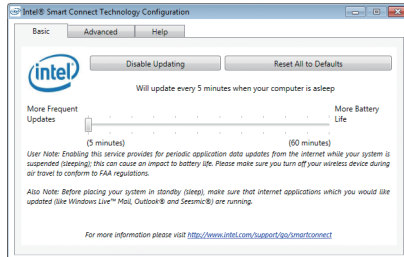 Intel® Smart Connect Technology Configuration
Basic Advanced Help
intel
Disable Updating Reset All to Defaults
Will update every 5 minutes when your computer is asleep
More Frequent Updates
More Battery Life
(5 minutes) (60 minutes)
User Note: Enabling this service provides for periodic application data updates from the internet while your system is
suspended (sleeping); this can cause an impact to battery life. Please make sure you turn off your wireless device during
air travel to conform to FAA regulations.
Also Note: Before placing your system in standby (sleep), make sure that internet applications which you would like
updated (like Windows Live™ Mail, Outlook® and Seesmic®) are running.
For more information please visit http://www.intel.com/support/go/smartconnect